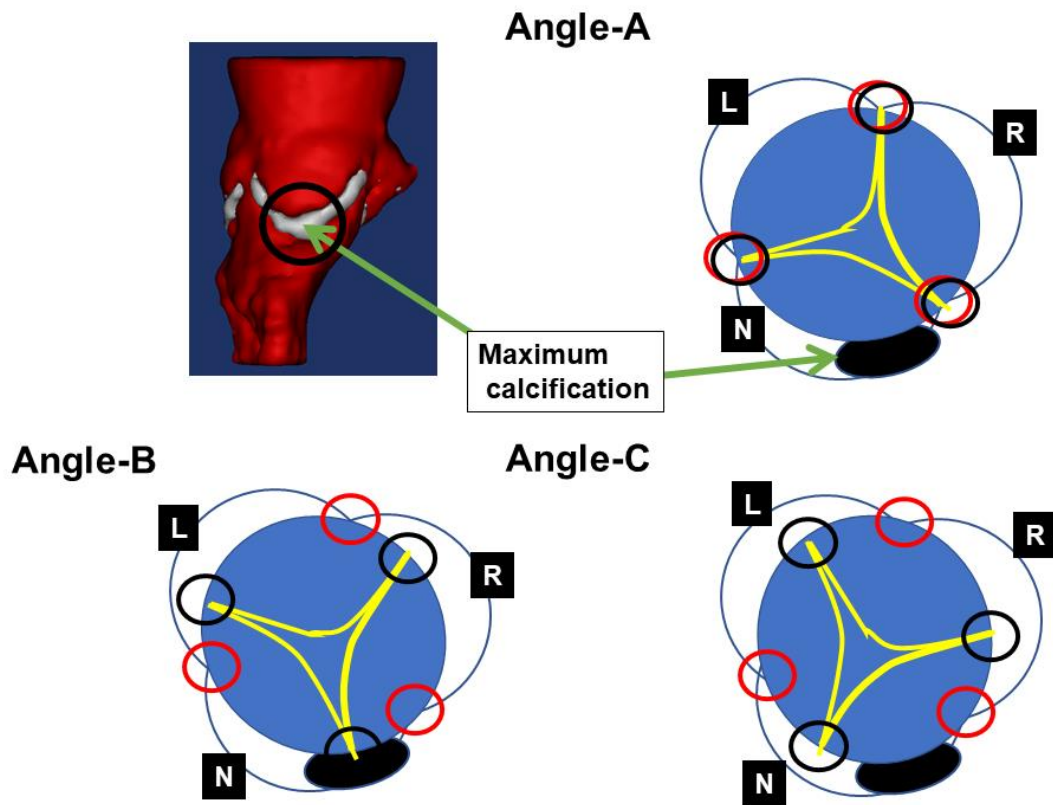 Angle-A
L
R
N
Maximum
calcification
Angle-B
Angle-C
L
R
N
L
R
N